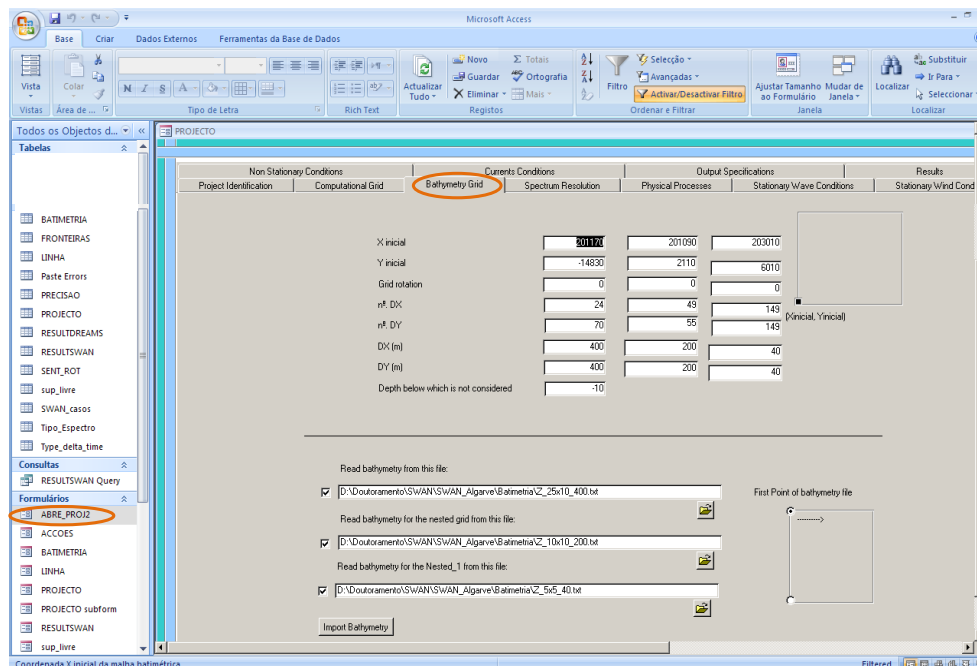 Microsoft Access
Base Criar Dados Externos Ferramentas da Base de Dados
Vista
Colar
N I S
Actualizar Tudo
Novo
Guardar
Eliminar
Σ Totais
Ortografia
Mais
Filtro
Selecção
Avançadas
Activar/Desactivar Filtro
Ajustar Tamanho ao Formulário
Mudar de Janela
Localizar
Substituir
Ir Para
Seleccionar
Vistas Área de ... Tipo de Letra Rich Text Registos Ordenar e Filtrar Janela Localizar
Todos os Objectos d... «
PROJECTO
Tabelas
BATIMETRIA
FRONTEIRAS
LINHA
Paste Errors
PRECISAO
PROJECTO
RESULTDREAMS
RESULTSWAN
SENT_ROT
sup_livre
SWAN_casos
Tipo_Espectro
Type_delta_time
Consultas
RESULTSWAN Query
Formulários
ABRE_PROJ2
ACCOES
BATIMETRIA
LINHA
PROJECTO
PROJECTO subform
RESULTSWAN
sup_livre
Non Stationary Conditions Currents Conditions Output Specifications Results
Project Identification Computational Grid Bathymetry Grid Spectrum Resolution Physical Processes Stationary Wave Conditions Stationary Wind Cond
X inicial 201170 201090 203010
Y inicial -14830 2110 6010
Grid rotation 0 0 0
nº. DX 24 49 149
nº. DY 70 55 149
DX (m) 400 200 40
DY (m) 400 200 40
Depth below which is not considered -10
(Xinicial, Yinicial)
Read bathymetry from this file:
D:\Doutoramento\SWAN\SWAN_Algarve\Batimetria\Z_25x10_400.txt
Read bathymetry for the nested grid from this file:
D:\Doutoramento\SWAN\SWAN_Algarve\Batimetria\Z_10x10_200.txt
Read bathymetry for the Nested_1 from this file:
D:\Doutoramento\SWAN\SWAN_Algarve\Batimetria\Z_5x5_40.txt
First Point of bathymetry file
---------->
Import Bathymetry
Coordenada X inicial da malha batimétrica Filtered